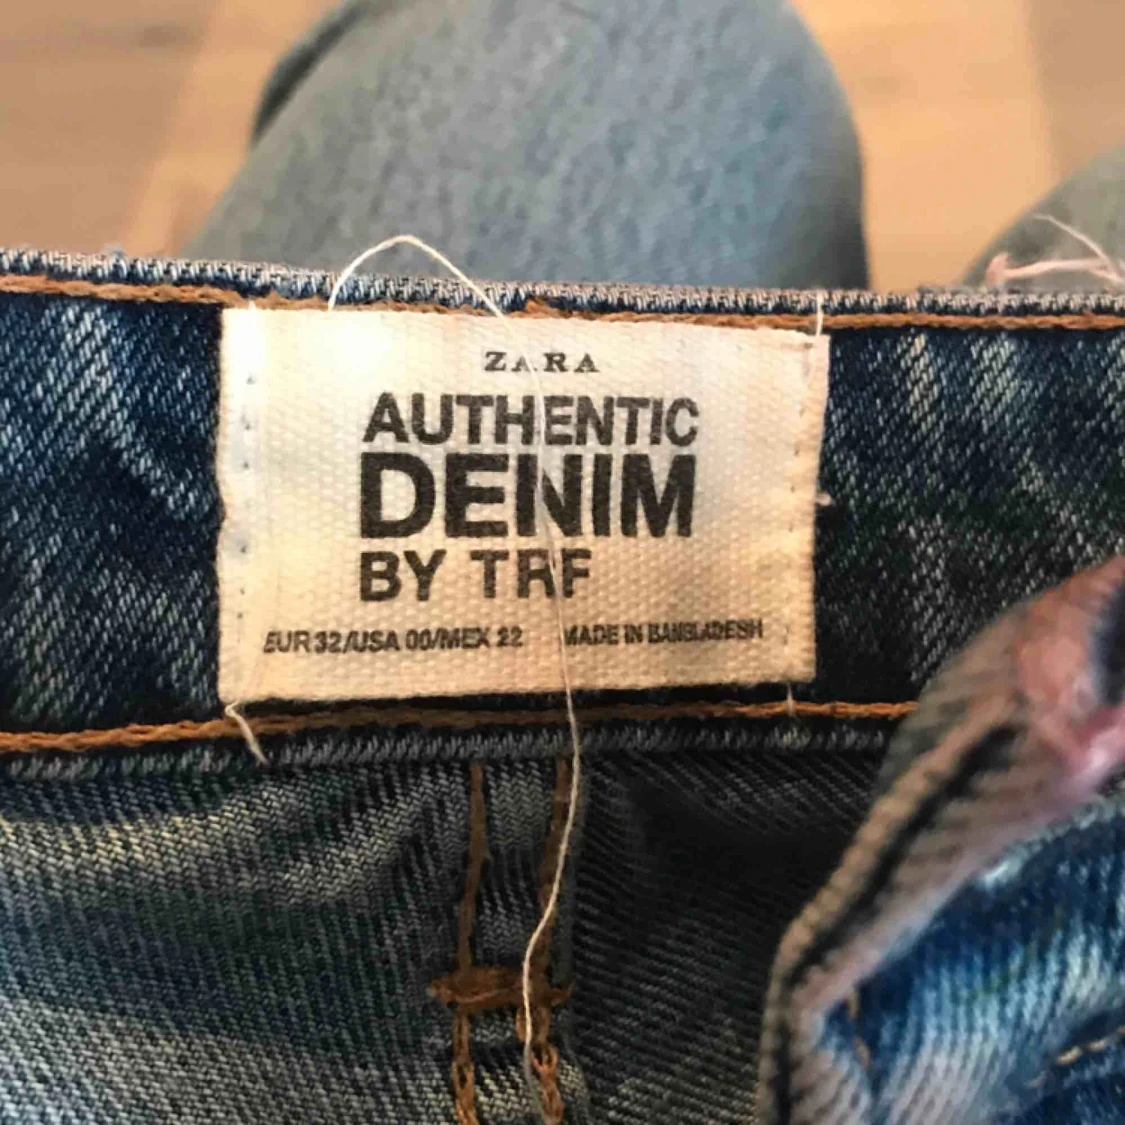 ZARA
AUTHENTIC
DENIM
BY TRF
EUR 32/USA 00/MEX 22 MADE IN BANGLADESH